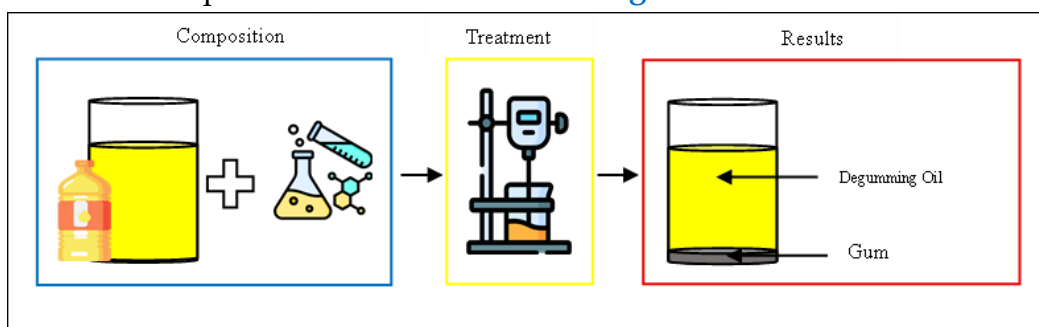 Composition
Treatment
Results
Degumming Oil
Gum